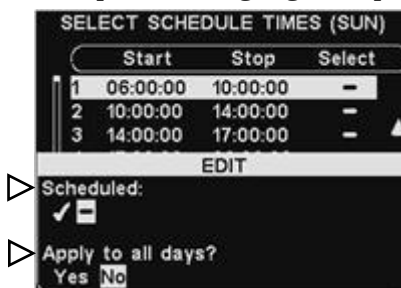 SELECT SCHEDULE TIMES (SUN)
Start Stop Select
1 06:00:00 10:00:00 –
2 10:00:00 14:00:00 –
3 14:00:00 17:00:00 –
EDIT
Scheduled:
✓ –
Apply to all days?
Yes No